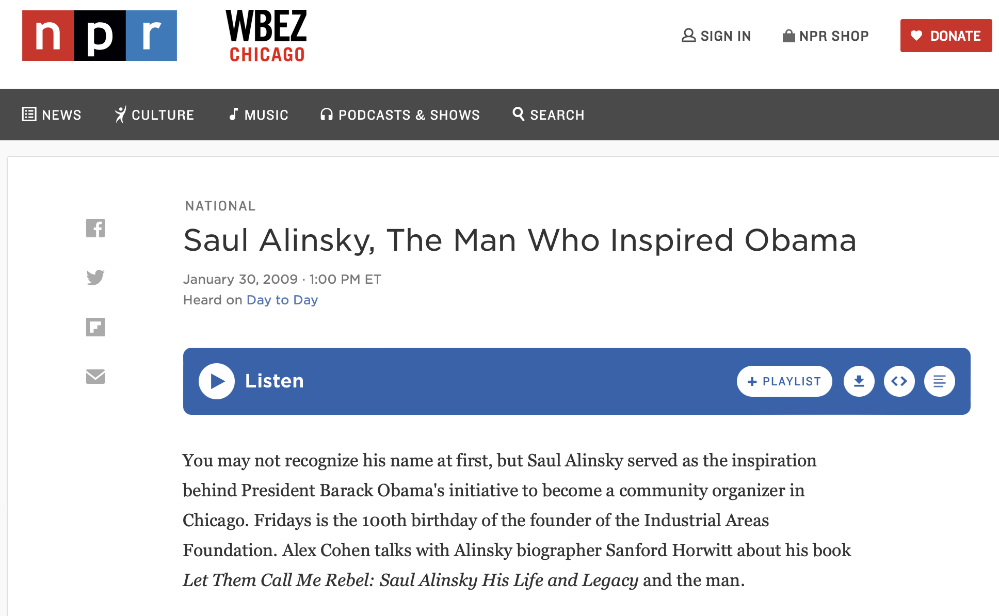 npr
WBEZ
CHICAGO
SIGN IN
NPR SHOP
DONATE
NEWS
CULTURE
MUSIC
PODCASTS & SHOWS
SEARCH
NATIONAL
Saul Alinsky, The Man Who Inspired Obama
January 30, 2009 · 1:00 PM ET
Heard on Day to Day
Listen
+ PLAYLIST
You may not recognize his name at first, but Saul Alinsky served as the inspiration
behind President Barack Obama's initiative to become a community organizer in
Chicago. Fridays is the 100th birthday of the founder of the Industrial Areas
Foundation. Alex Cohen talks with Alinsky biographer Sanford Horwitt about his book
Let Them Call Me Rebel: Saul Alinsky His Life and Legacy and the man.